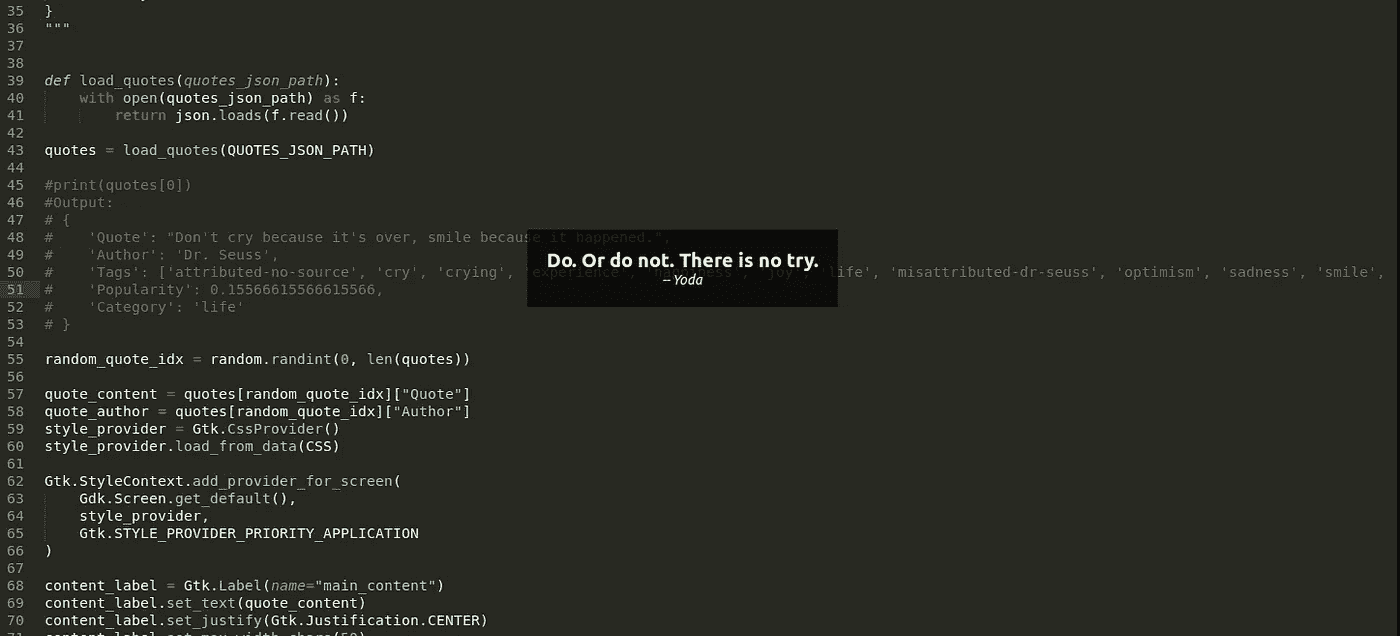 35 }
36 """
37
38
39 def load_quotes(quotes_json_path):
40     with open(quotes_json_path) as f:
41         return json.loads(f.read())
42
43 quotes = load_quotes(QUOTES_JSON_PATH)
44
45 #print(quotes[0])
46 #Output:
47 # {
48 #    'Quote': "Don't cry because it's over, smile because it happened.",
49 #    'Author': 'Dr. Seuss',
50 #    'Tags': ['attributed-no-source', 'cry', 'crying', 'experience', 'happiness', 'joy', 'life', 'misattributed-dr-seuss', 'optimism', 'sadness', 'smile',
51 #    'Popularity': 0.15566615566615566,
52 #    'Category': 'life'
53 # }
54
55 random_quote_idx = random.randint(0, len(quotes))
56
57 quote_content = quotes[random_quote_idx]["Quote"]
58 quote_author = quotes[random_quote_idx]["Author"]
59 style_provider = Gtk.CssProvider()
60 style_provider.load_from_data(CSS)
61
62 Gtk.StyleContext.add_provider_for_screen(
63     Gdk.Screen.get_default(),
64     style_provider,
65     Gtk.STYLE_PROVIDER_PRIORITY_APPLICATION
66 )
67
68 content_label = Gtk.Label(name="main_content")
69 content_label.set_text(quote_content)
70 content_label.set_justify(Gtk.Justification.CENTER)
Do. Or do not. There is no try.
– Yoda